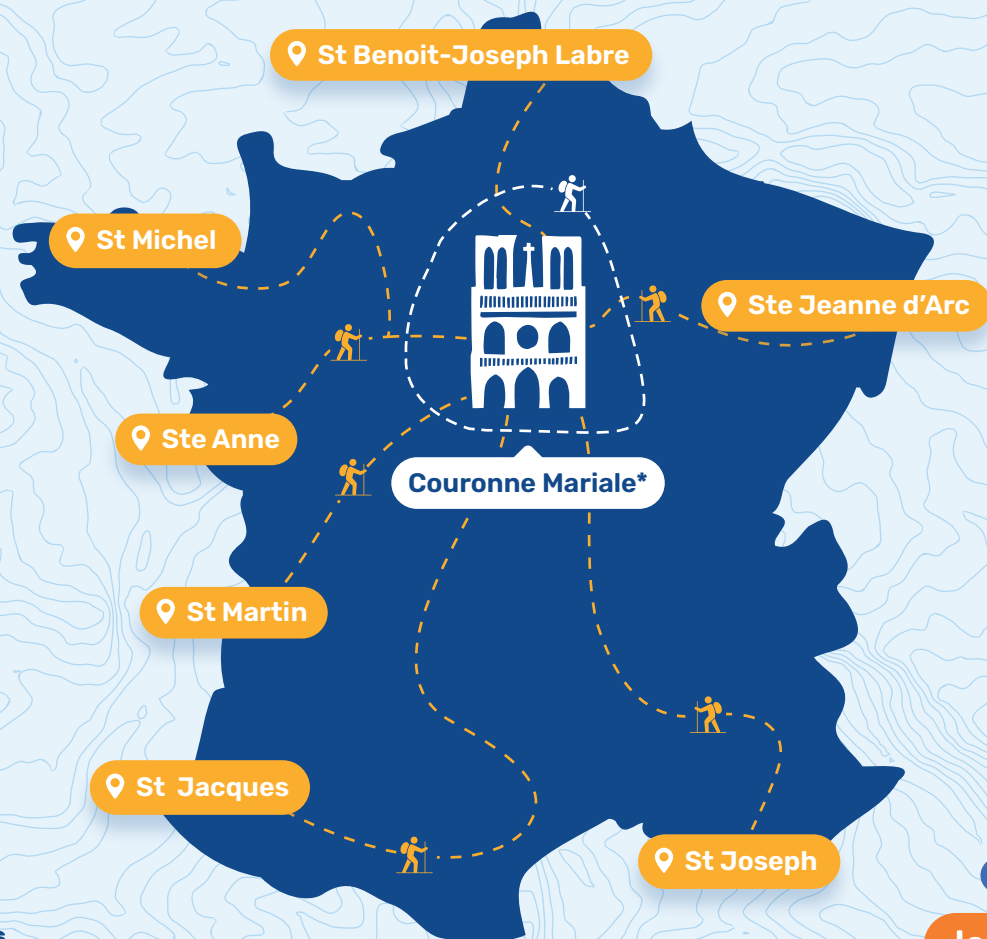 St Benoit-Joseph Labre
St Michel
Ste Jeanne d'Arc
Ste Anne
Couronne Mariale*
St Martin
St Jacques
St Joseph